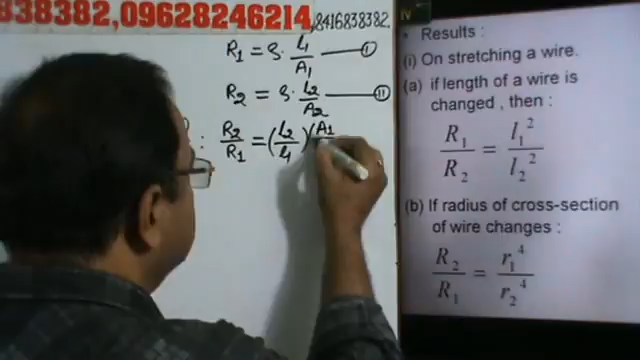 838382,09628246214,8416838382.
R₁ = ρ · L₁/A₁ — (I)
R₂ = ρ · L₂/A₂ — (II)
∴ R₂/R₁ = (L₂/L₁)(A₁
IV
• Results :
(i) On stretching a wire.
(a) if length of a wire is
changed, then :
R₁/R₂ = l₁²/l₂²
(b) If radius of cross-section
of wire changes :
R₂/R₁ = r₁⁴/r₂⁴